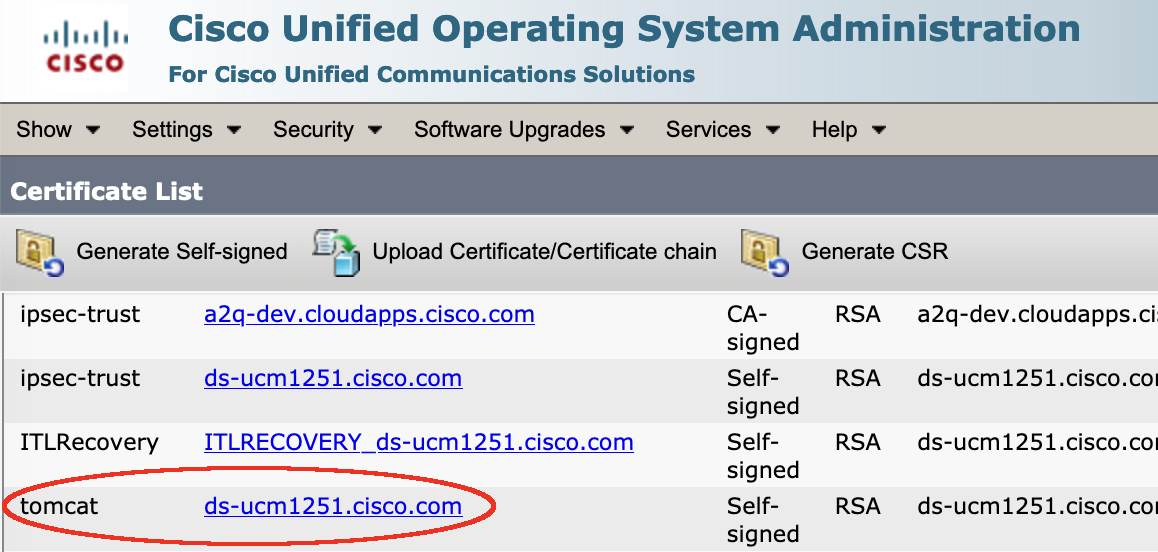 CISCO
Cisco Unified Operating System Administration
For Cisco Unified Communications Solutions
Show Settings Security Software Upgrades Services Help
Certificate List
Generate Self-signed Upload Certificate/Certificate chain Generate CSR
ipsec-trust a2q-dev.cloudapps.cisco.com CA- RSA a2q-dev.cloudapps.ci
signed
ipsec-trust ds-ucm1251.cisco.com Self- RSA ds-ucm1251.cisco.co
signed
ITLRecovery ITLRECOVERY_ds-ucm1251.cisco.com Self- RSA ds-ucm1251.cisco.co
signed
tomcat ds-ucm1251.cisco.com Self- RSA ds-ucm1251.cisco.co
signed